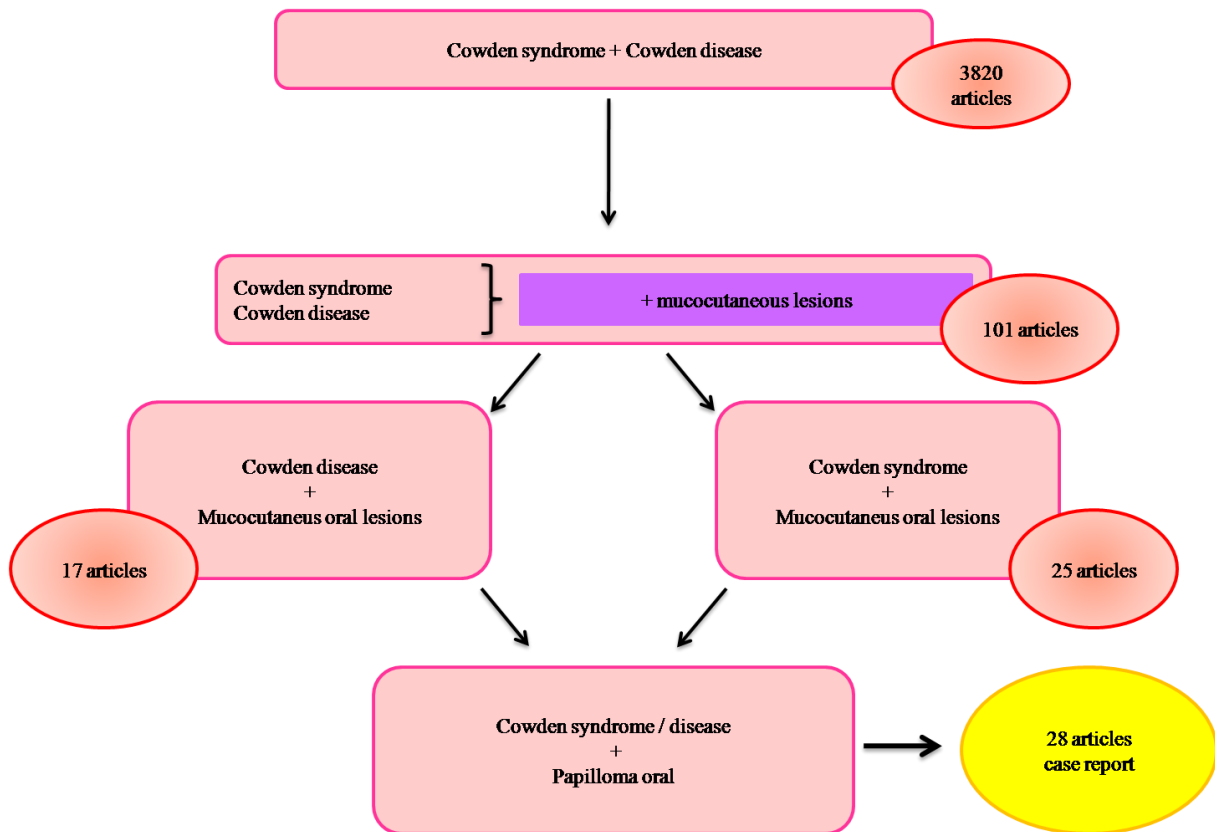 Cowden syndrome + Cowden disease
3820
articles
Cowden syndrome
Cowden disease
+ mucocutaneous lesions
101 articles
Cowden disease
+
Mucocutaneus oral lesions
17 articles
Cowden syndrome
+
Mucocutaneus oral lesions
25 articles
Cowden syndrome / disease
+
Papilloma oral
28 articles
case report